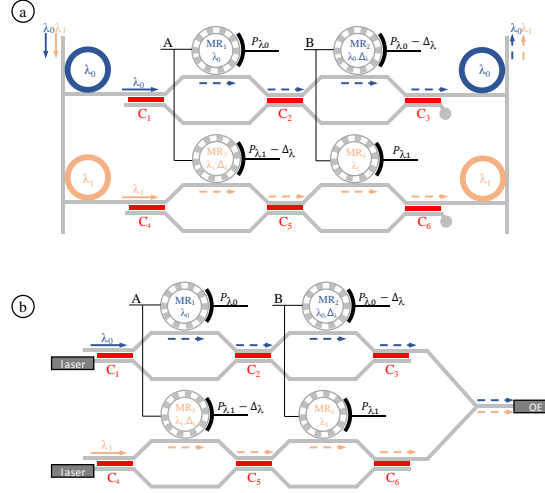 a
λ0 λ1
λ0 λ1
A
MR1
λ0
Pλ0
B
MR2
λ0,Δλ
Pλ0 − Δλ
λ0
λ0
λ0
C1
C2
C3
MR3
λ1,Δλ
Pλ1 − Δλ
MR4
λ1
Pλ1
λ1
λ1
λ1
C4
C5
C6
b
A
MR1
λ0
Pλ0
B
MR2
λ0,Δλ
Pλ0 − Δλ
λ0
laser
C1
C2
C3
MR3
λ1,Δλ
Pλ1 − Δλ
MR4
λ1
Pλ1
OE
λ1
laser
C4
C5
C6